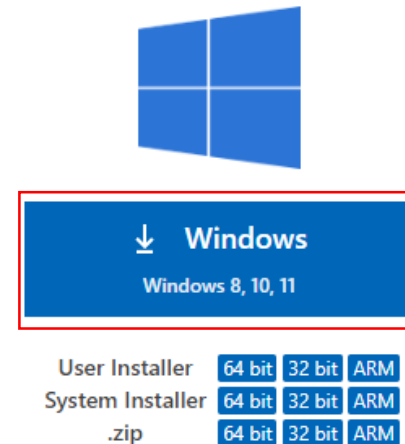 Windows
Windows 8, 10, 11
User Installer 64 bit 32 bit ARM
System Installer 64 bit 32 bit ARM
.zip 64 bit 32 bit ARM